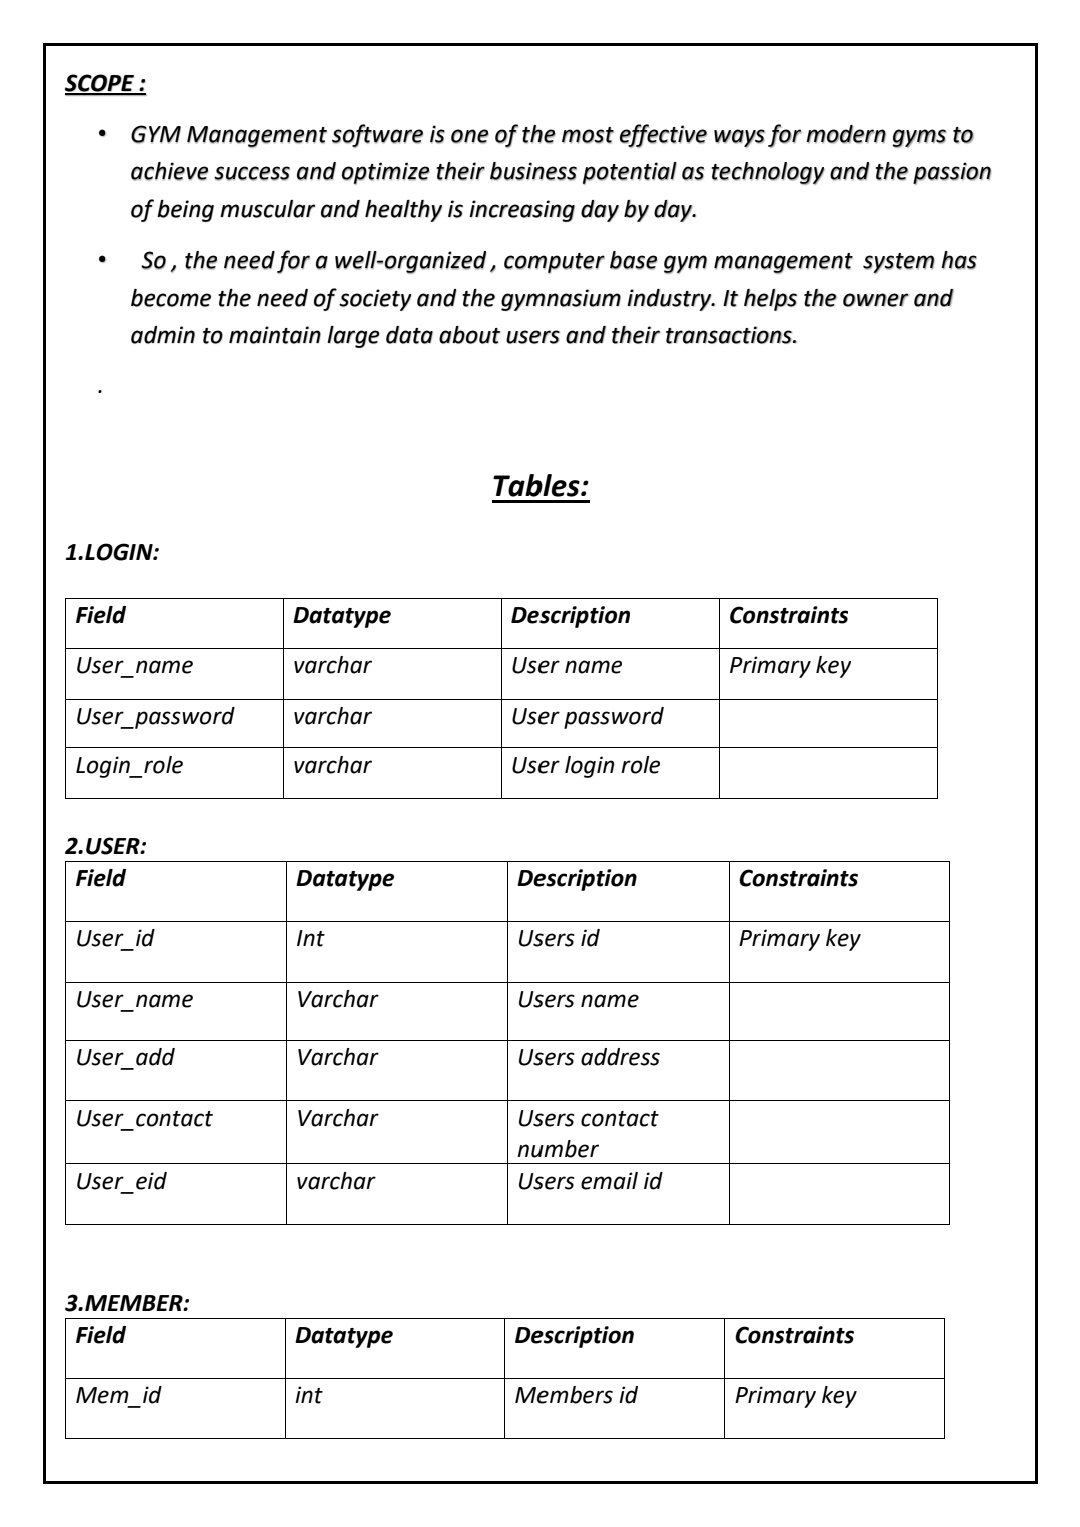 SCOPE :
• GYM Management software is one of the most effective ways for modern gyms to
achieve success and optimize their business potential as technology and the passion
of being muscular and healthy is increasing day by day.
• So , the need for a well-organized , computer base gym management system has
become the need of society and the gymnasium industry. It helps the owner and
admin to maintain large data about users and their transactions.
.
Tables:
1.LOGIN:
Field Datatype Description Constraints
User_name varchar User name Primary key
User_password varchar User password
Login_role varchar User login role
2.USER:
Field Datatype Description Constraints
User_id Int Users id Primary key
User_name Varchar Users name
User_add Varchar Users address
User_contact Varchar Users contact
number
User_eid varchar Users email id
3.MEMBER:
Field Datatype Description Constraints
Mem_id int Members id Primary key